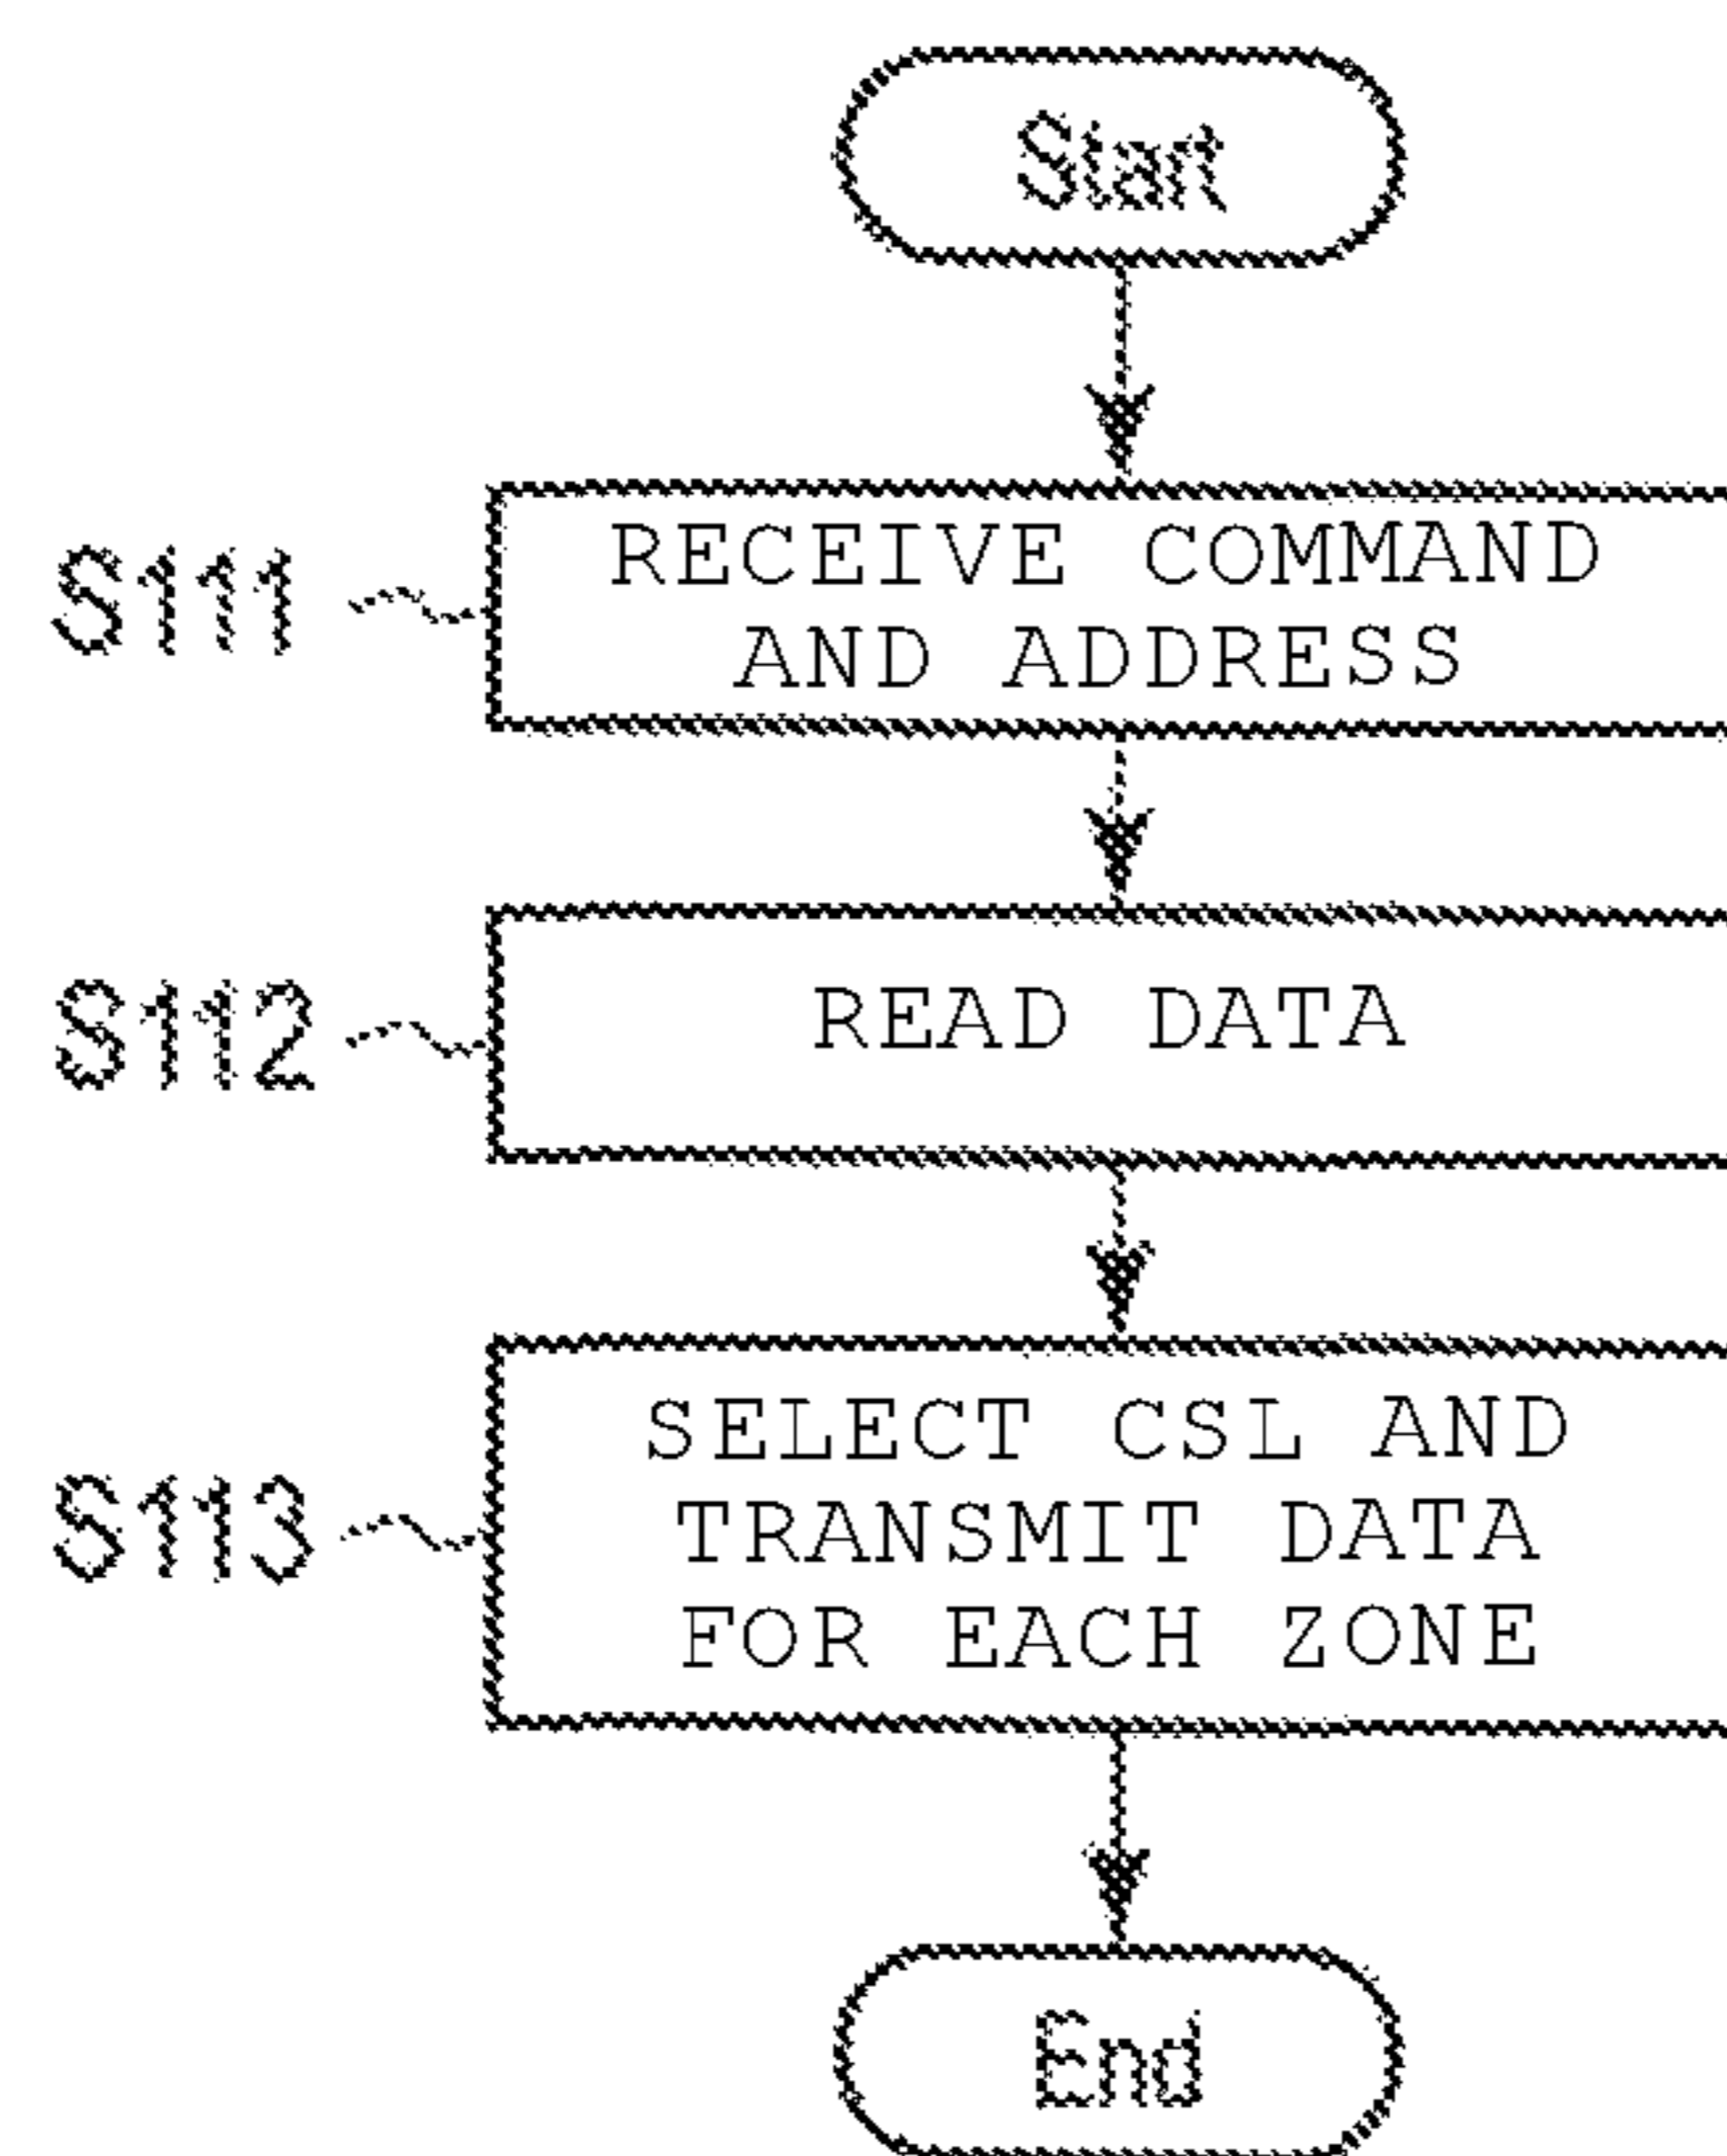 Start
S111
RECEIVE COMMAND
AND ADDRESS
S112
READ DATA
S113
SELECT CSL AND
TRANSMIT DATA
FOR EACH ZONE
End